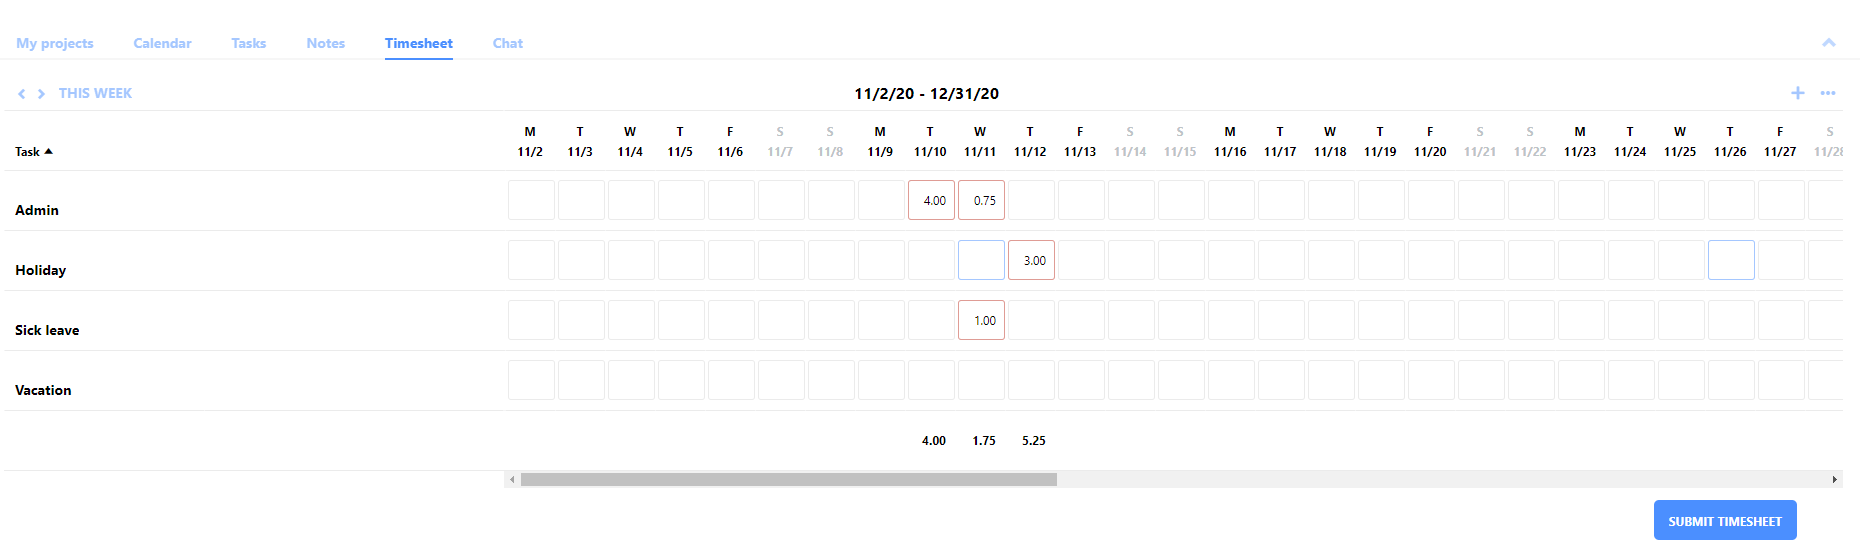 My projects Calendar Tasks Notes Timesheet Chat
THIS WEEK 11/2/20 - 12/31/20
M T W T F S S M T W T F S S M T W T F S S M T W T F S
Task 11/2 11/3 11/4 11/5 11/6 11/7 11/8 11/9 11/10 11/11 11/12 11/13 11/14 11/15 11/16 11/17 11/18 11/19 11/20 11/21 11/22 11/23 11/24 11/25 11/26 11/27 11/28
Admin 4.00 0.75
Holiday 3.00
Sick leave 1.00
Vacation
4.00 1.75 5.25
SUBMIT TIMESHEET